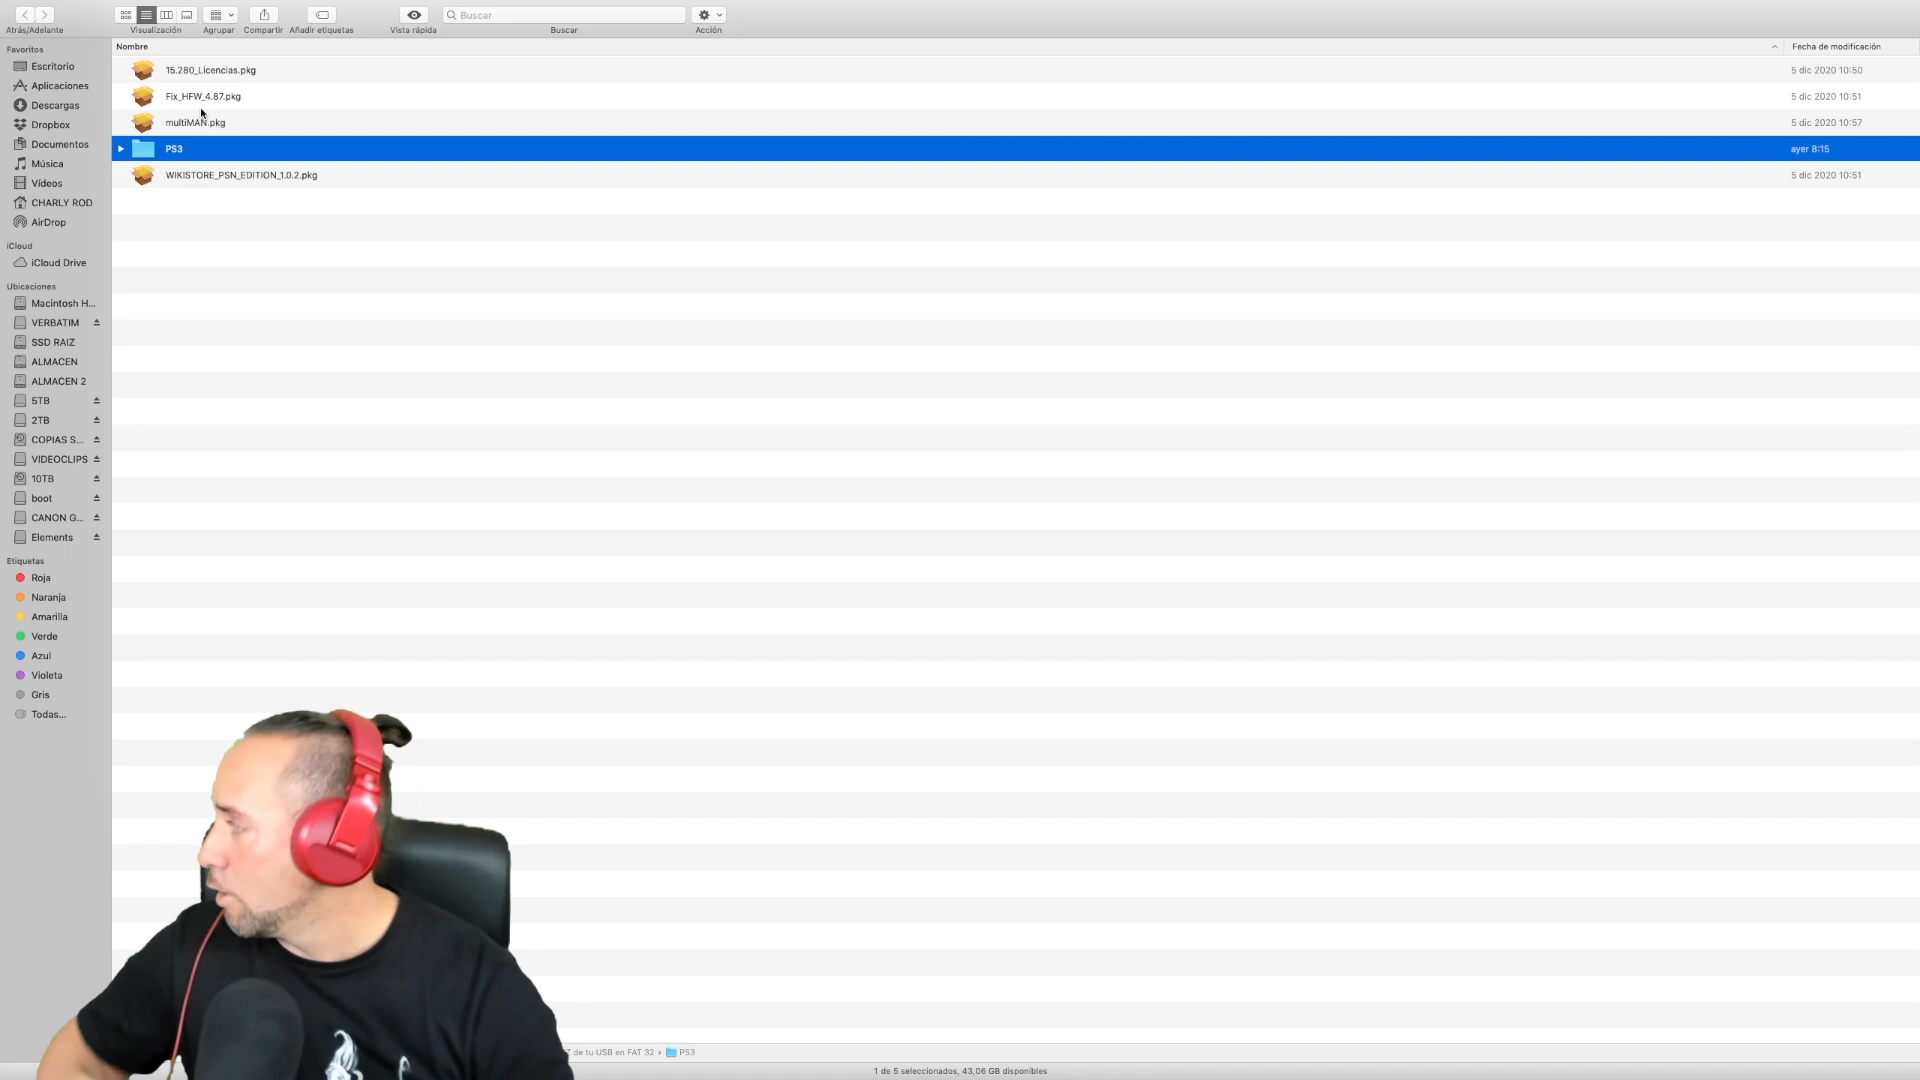 Buscar
Atrás/Adelante
Visualización
Agrupar
Compartir
Añadir etiquetas
Vista rápida
Buscar
Acción
Nombre
Fecha de modificación
Favoritos
Escritorio
Aplicaciones
Descargas
Dropbox
Documentos
Música
Vídeos
CHARLY ROD
AirDrop
iCloud
iCloud Drive
Ubicaciones
Macintosh H...
VERBATIM
SSD RAIZ
ALMACEN
ALMACEN 2
5TB
2TB
COPIAS S...
VIDEOCLIPS
10TB
boot
CANON G...
Elements
Etiquetas
Roja
Naranja
Amarilla
Verde
Azul
Violeta
Gris
Todas...
15.280_Licencias.pkg 5 dic 2020 10:50
Fix_HFW_4.87.pkg 5 dic 2020 10:51
multiMAN.pkg 5 dic 2020 10:57
PS3 ayer 8:15
WIKISTORE_PSN_EDITION_1.0.2.pkg 5 dic 2020 10:51
Z de tu USB en FAT 32 › PS3
1 de 5 seleccionados, 43,06 GB disponibles